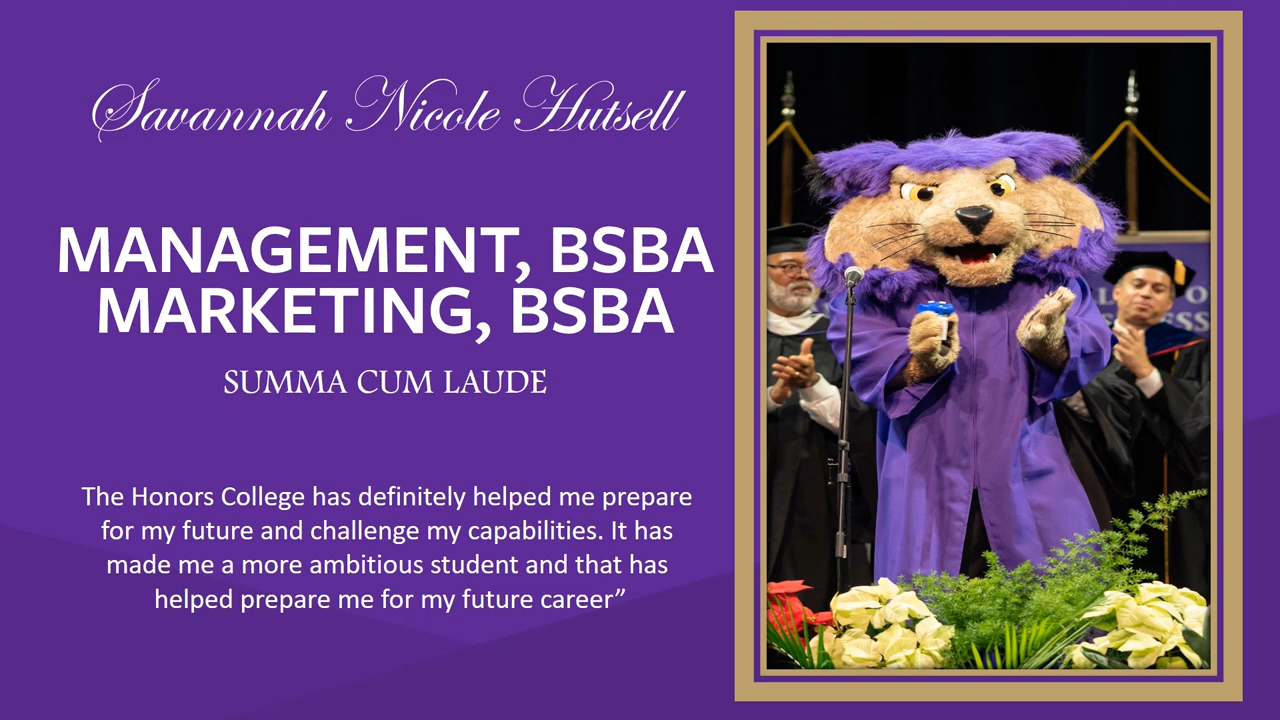 Savannah Nicole Hutsell
MANAGEMENT, BSBA
MARKETING, BSBA
SUMMA CUM LAUDE
The Honors College has definitely helped me prepare
for my future and challenge my capabilities. It has
made me a more ambitious student and that has
helped prepare me for my future career”